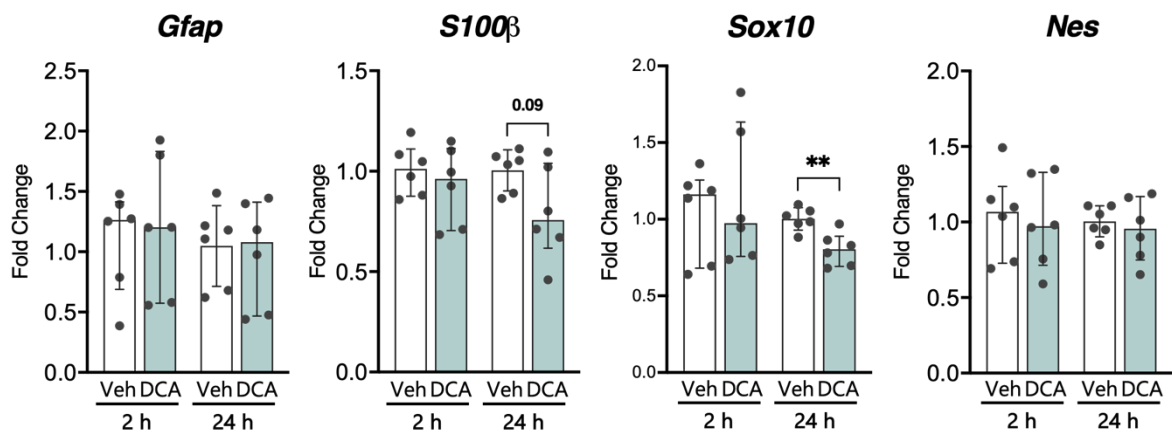 Gfap
S100β
Sox10
Nes
Fold Change
2.5
2.0
1.5
1.0
0.5
0.0
Veh DCA Veh DCA
2 h 24 h
Fold Change
1.5
1.0
0.5
0.0
0.09
Veh DCA Veh DCA
2 h 24 h
Fold Change
2.0
1.5
1.0
0.5
0.0
**
Veh DCA Veh DCA
2 h 24 h
Fold Change
2.0
1.5
1.0
0.5
0.0
Veh DCA Veh DCA
2 h 24 h